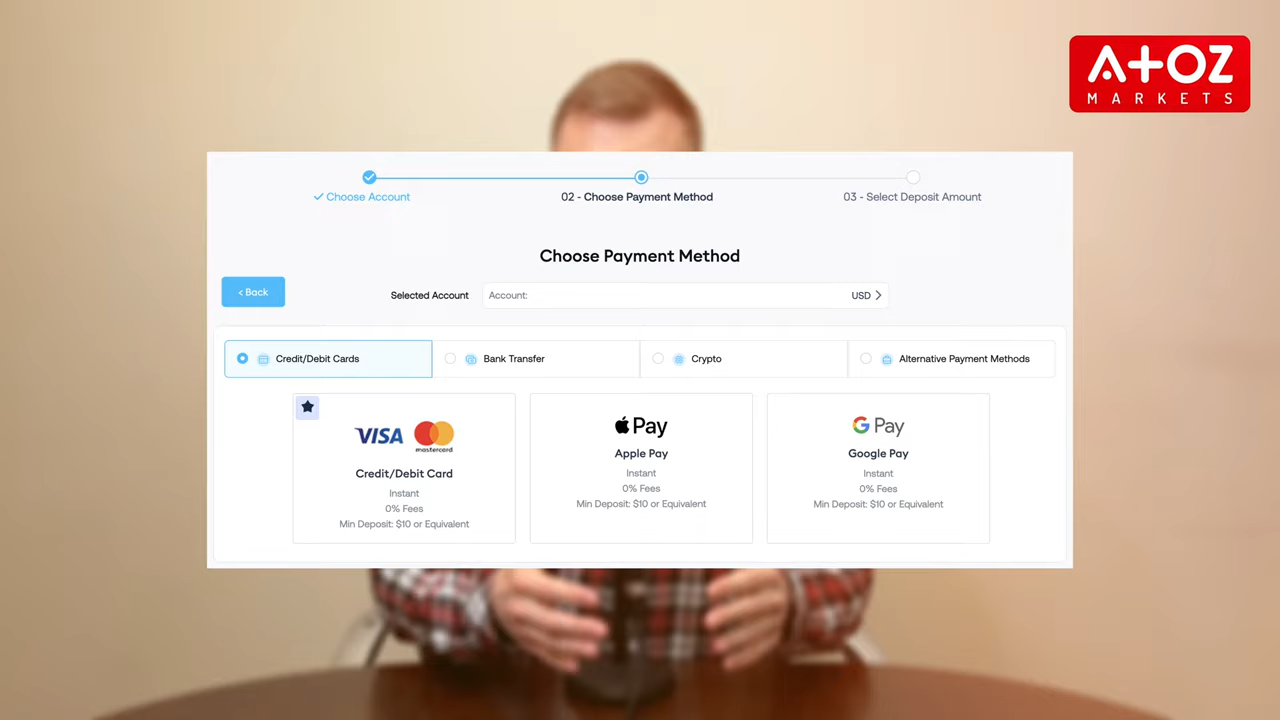 ATOZ
MARKETS
Choose Account
02 - Choose Payment Method
03 - Select Deposit Amount
Choose Payment Method
< Back
Selected Account
Account:
USD
Credit/Debit Cards
Bank Transfer
Crypto
Alternative Payment Methods
VISA
mastercard
Credit/Debit Card
Instant
0% Fees
Min Deposit: $10 or Equivalent
Pay
Apple Pay
Instant
0% Fees
Min Deposit: $10 or Equivalent
G Pay
Google Pay
Instant
0% Fees
Min Deposit: $10 or Equivalent